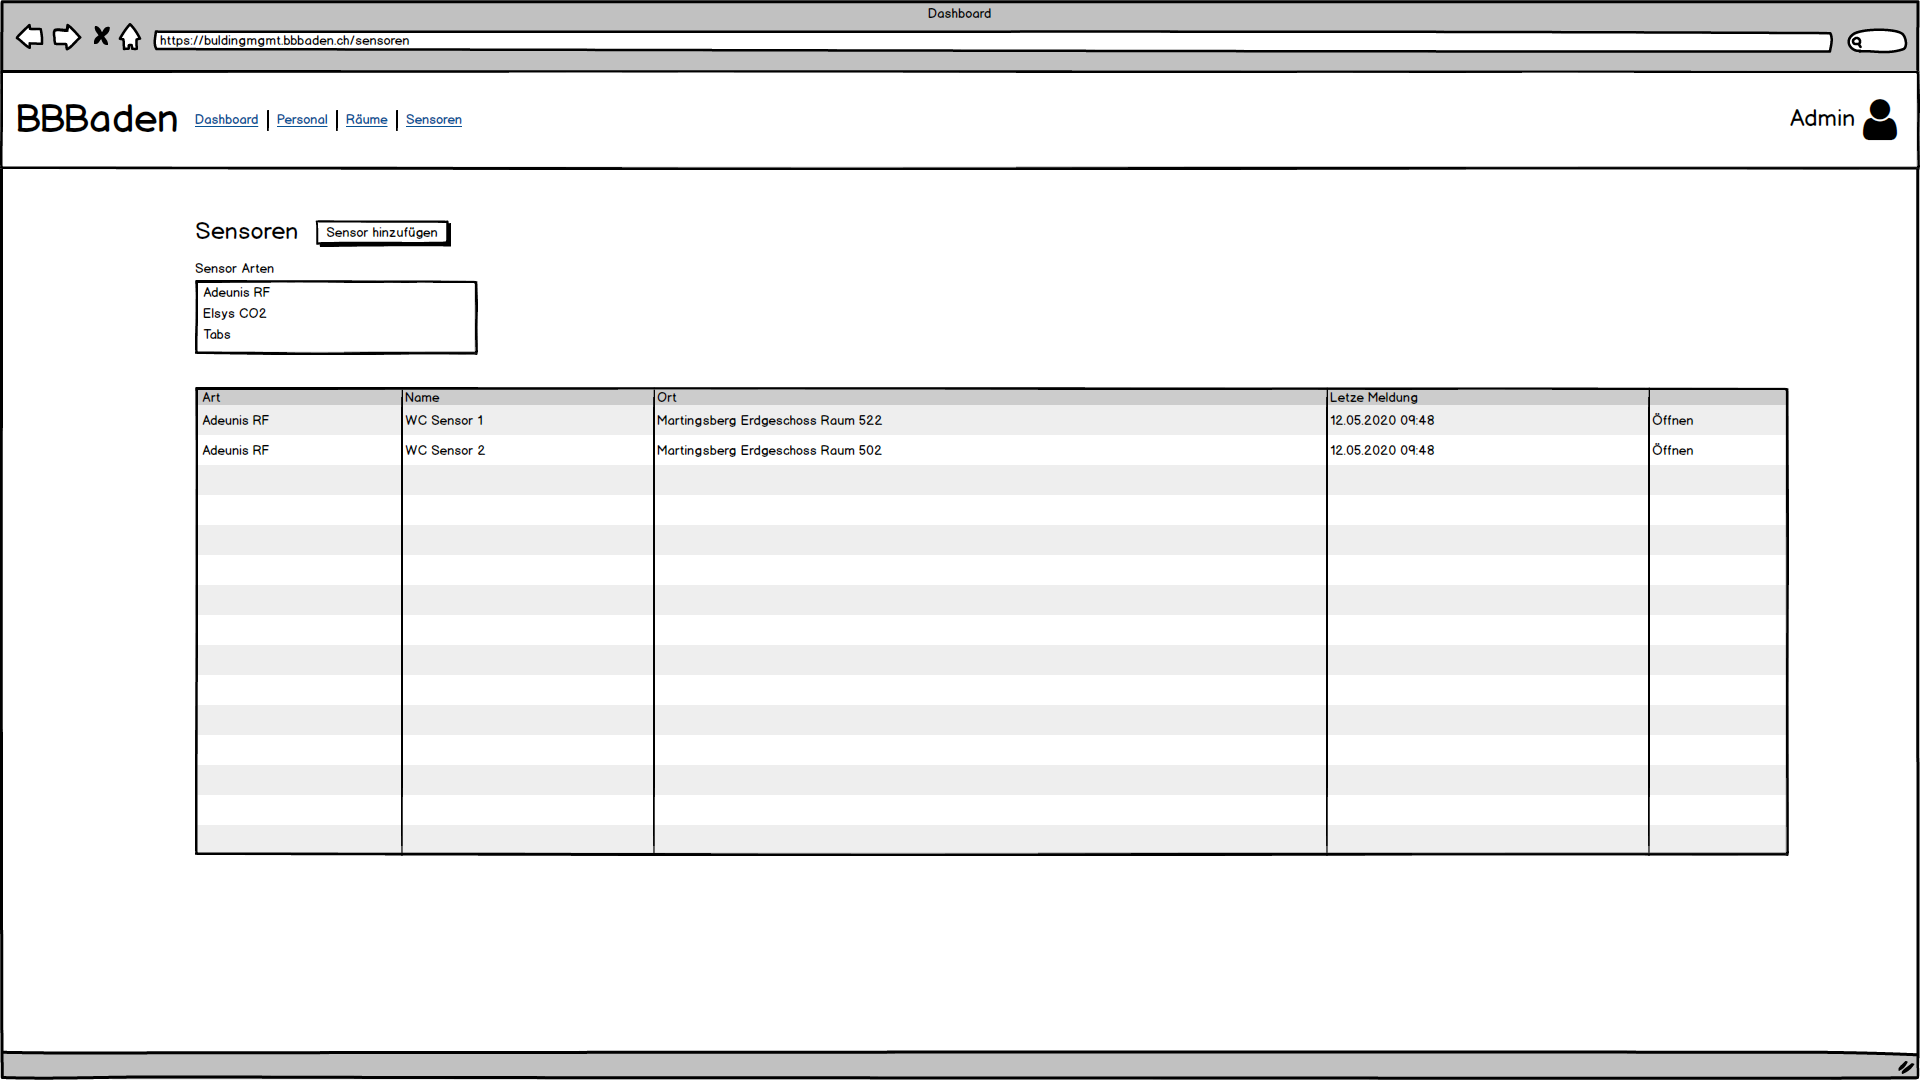 Dashboard
https://buldingmgmt.bbbaden.ch/sensoren
BBBaden Dashboard Personal Räume Sensoren Admin
Sensoren Sensor hinzufügen
Sensor Arten
Adeunis RF
Elsys CO2
Tabs
Art Name Ort Letze Meldung
Adeunis RF WC Sensor 1 Martingsberg Erdgeschoss Raum 522 12.05.2020 09:48 Öffnen
Adeunis RF WC Sensor 2 Martingsberg Erdgeschoss Raum 502 12.05.2020 09:48 Öffnen